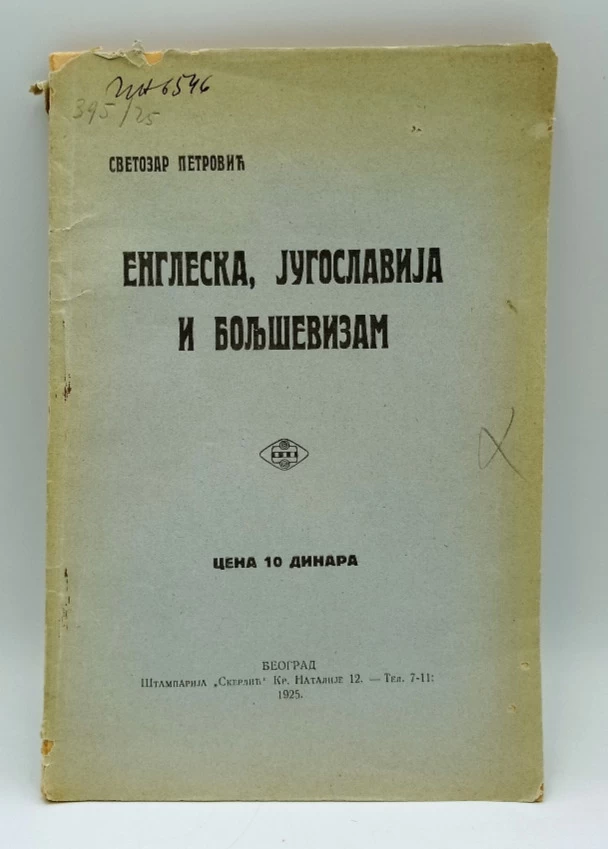 6546
395/25
СВЕТОЗАР ПЕТРОВИЋ
ЕНГЛЕСКА, ЈУГОСЛАВИЈА
И БОЉШЕВИЗАМ
ЦЕНА 10 ДИНАРА
БЕОГРАД
Штампарија „Скерлић“ Кр. Наталије 12. — Тел. 7-11:
1925.